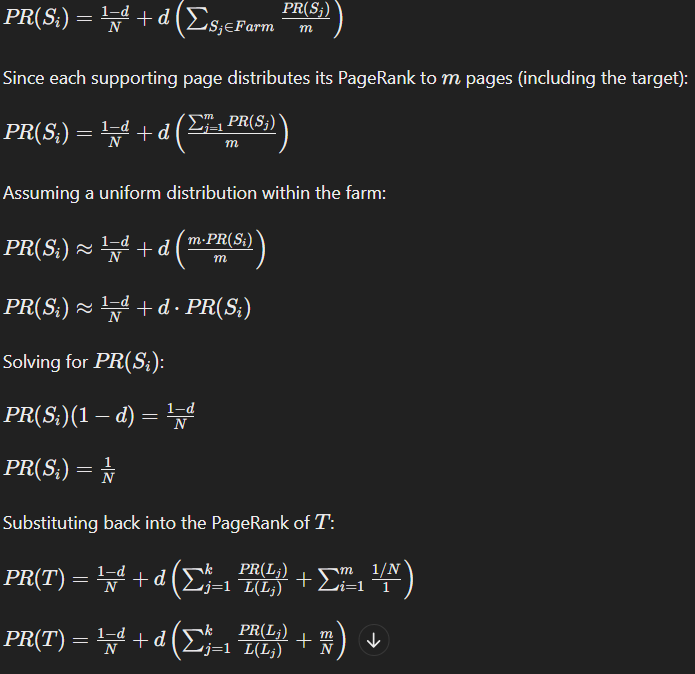 PR(S_i) = \frac{1-d}{N} + d \left( \sum_{S_j \in Farm} \frac{PR(S_j)}{m} \right)
Since each supporting page distributes its PageRank to m pages (including the target):
PR(S_i) = \frac{1-d}{N} + d \left( \frac{\sum_{j=1}^{m} PR(S_j)}{m} \right)
Assuming a uniform distribution within the farm:
PR(S_i) ≈ \frac{1-d}{N} + d \left( \frac{m \cdot PR(S_i)}{m} \right)
PR(S_i) ≈ \frac{1-d}{N} + d · PR(S_i)
Solving for PR(S_i):
PR(S_i)(1 − d) = \frac{1-d}{N}
PR(S_i) = \frac{1}{N}
Substituting back into the PageRank of T:
PR(T) = \frac{1-d}{N} + d \left( \sum_{j=1}^{k} \frac{PR(L_j)}{L(L_j)} + \sum_{i=1}^{m} \frac{1/N}{1} \right)
PR(T) = \frac{1-d}{N} + d \left( \sum_{j=1}^{k} \frac{PR(L_j)}{L(L_j)} + \frac{m}{N} \right)